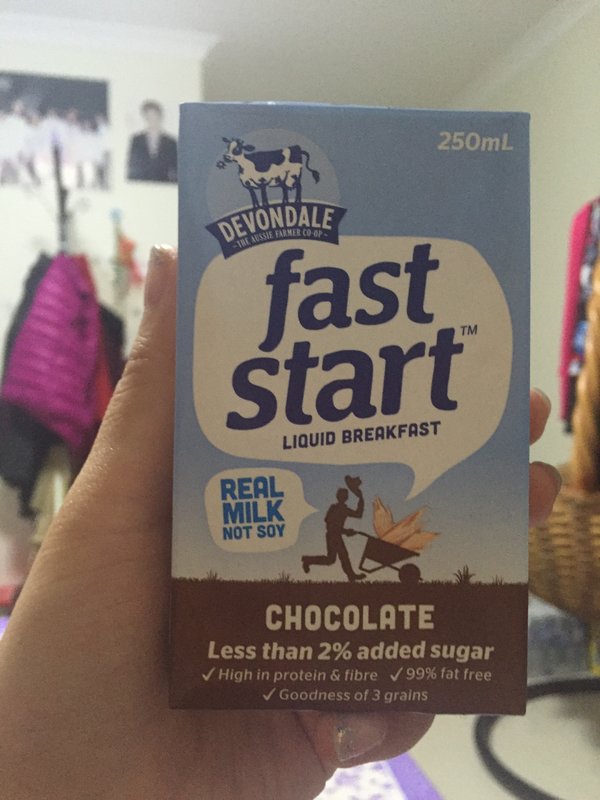 250mL
DEVONDALE
- THE AUSSIE FARMER CO-OP -
fast
start™
LIQUID BREAKFAST
REAL
MILK
NOT SOY
CHOCOLATE
Less than 2% added sugar
✓High in protein & fibre ✓99% fat free
✓Goodness of 3 grains